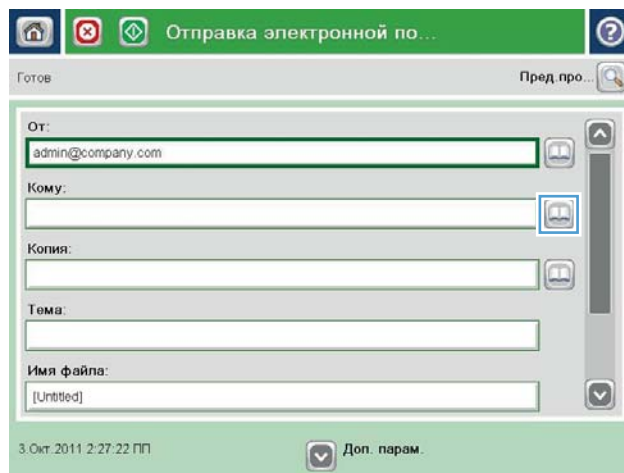 Отправка электронной по...
Готов
Пред.про...
От:
admin@company.com
Кому:
Копия:
Тема:
Имя файла:
[Untitled]
3.Окт.2011 2:27:22 ПП
Доп. парам.